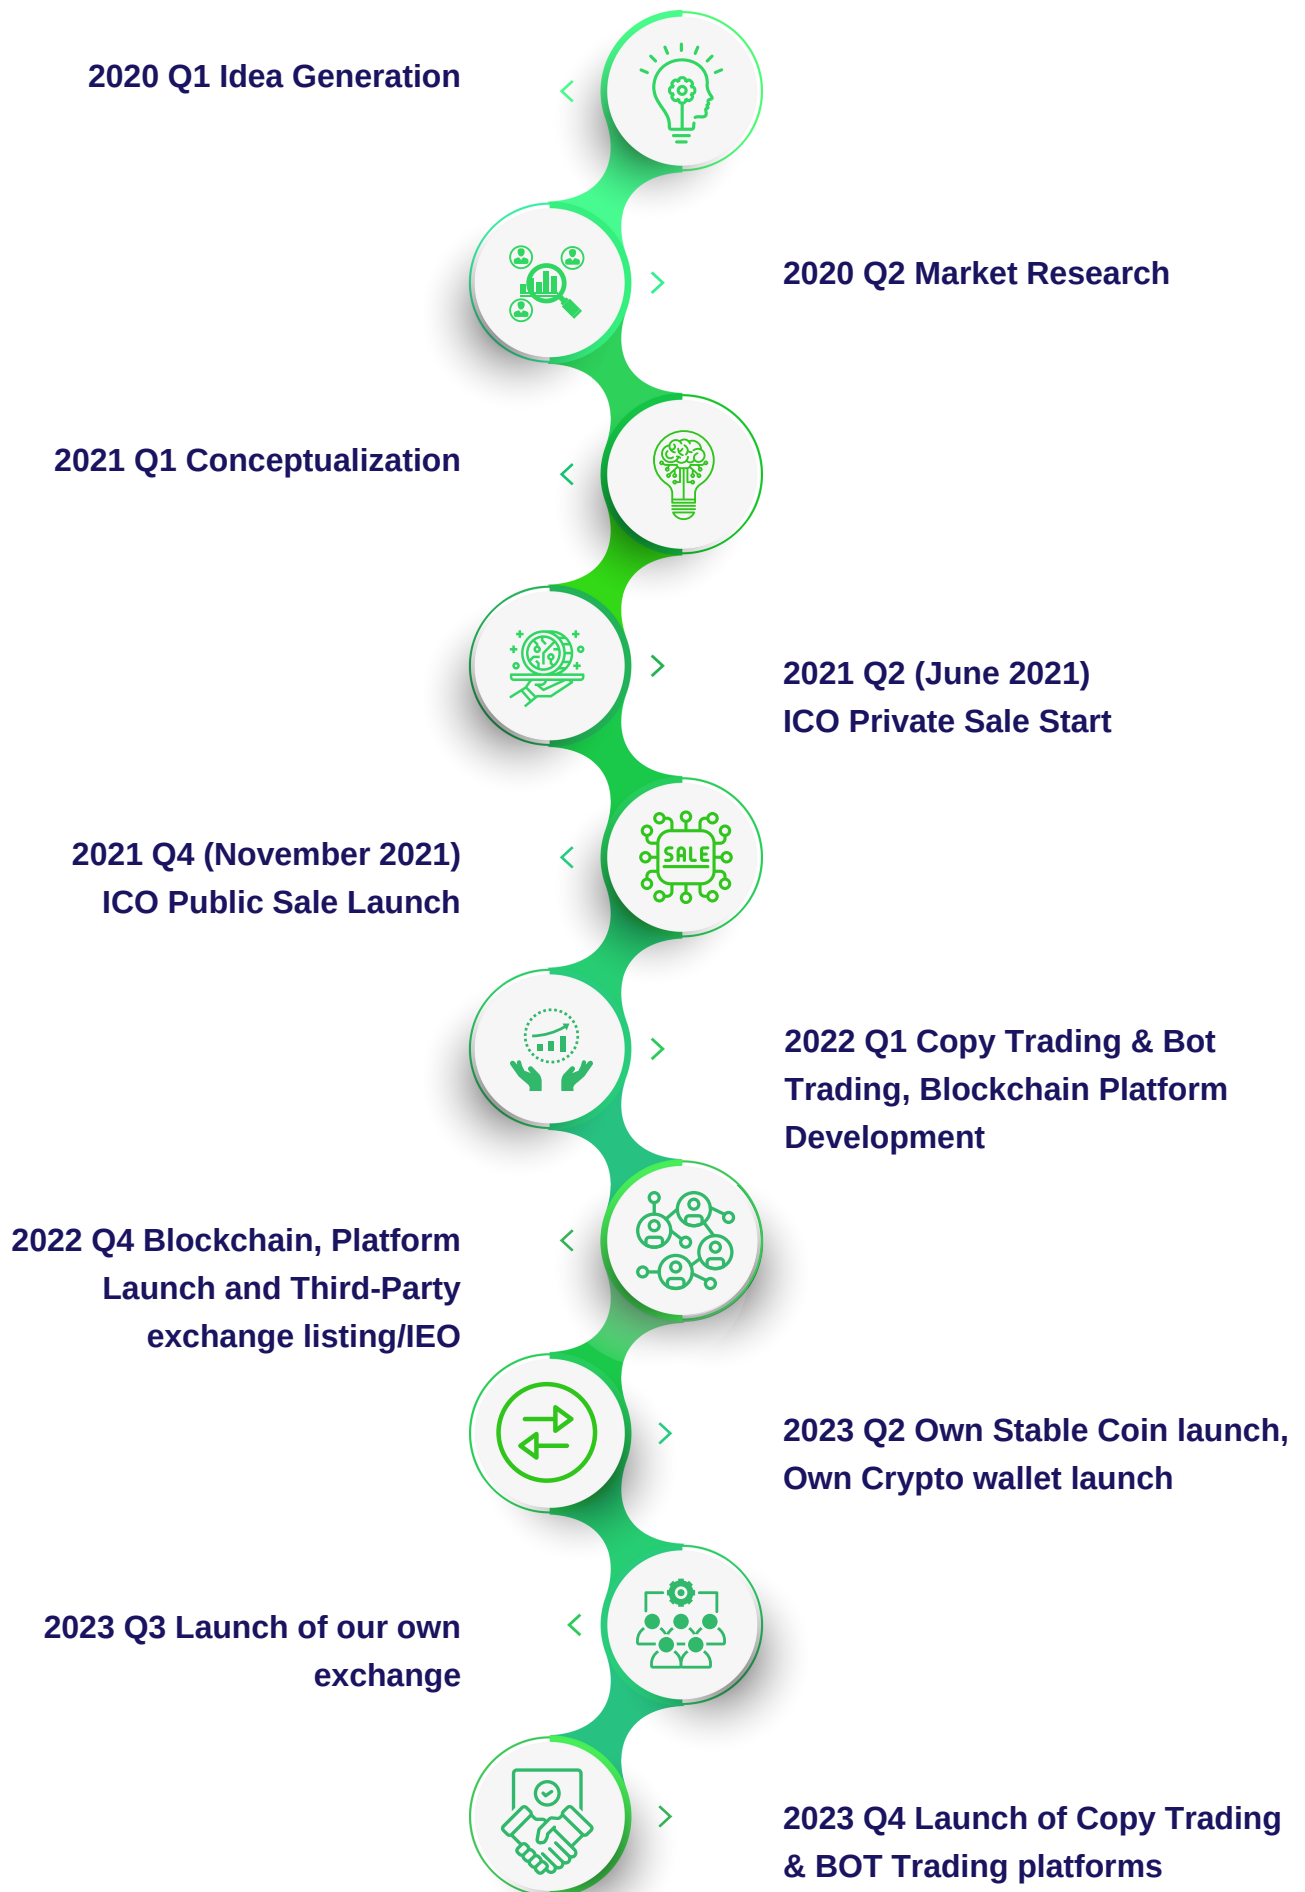 2020 Q1 Idea Generation
2020 Q2 Market Research
2021 Q1 Conceptualization
2021 Q2 (June 2021)
ICO Private Sale Start
SALE
2021 Q4 (November 2021)
ICO Public Sale Launch
2022 Q1 Copy Trading & Bot
Trading, Blockchain Platform
Development
2022 Q4 Blockchain, Platform
Launch and Third-Party
exchange listing/IEO
2023 Q2 Own Stable Coin launch,
Own Crypto wallet launch
2023 Q3 Launch of our own
exchange
2023 Q4 Launch of Copy Trading
& BOT Trading platforms